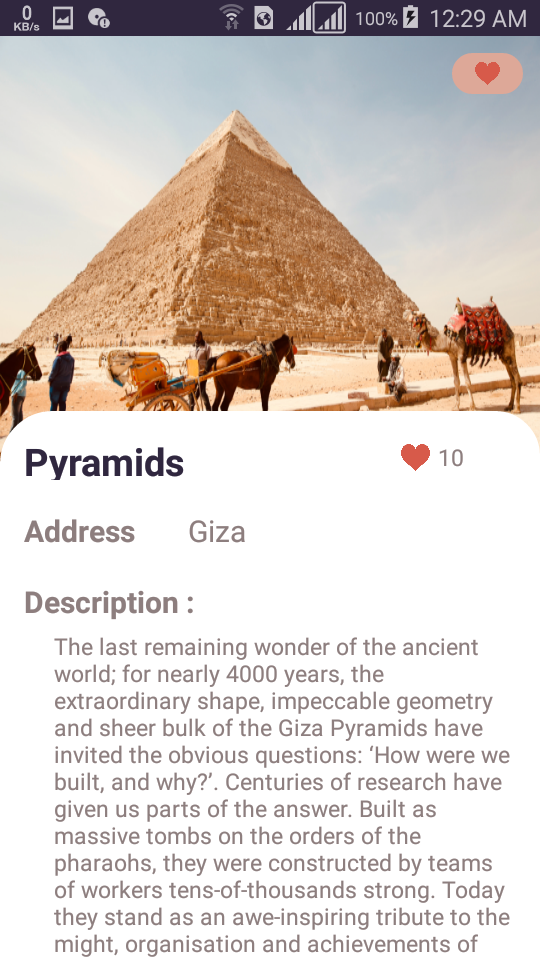 0
KB/s
100%
12:29 AM
Pyramids
10
Address Giza
Description :
The last remaining wonder of the ancient
world; for nearly 4000 years, the
extraordinary shape, impeccable geometry
and sheer bulk of the Giza Pyramids have
invited the obvious questions: ‘How were we
built, and why?’. Centuries of research have
given us parts of the answer. Built as
massive tombs on the orders of the
pharaohs, they were constructed by teams
of workers tens-of-thousands strong. Today
they stand as an awe-inspiring tribute to the
might, organisation and achievements of